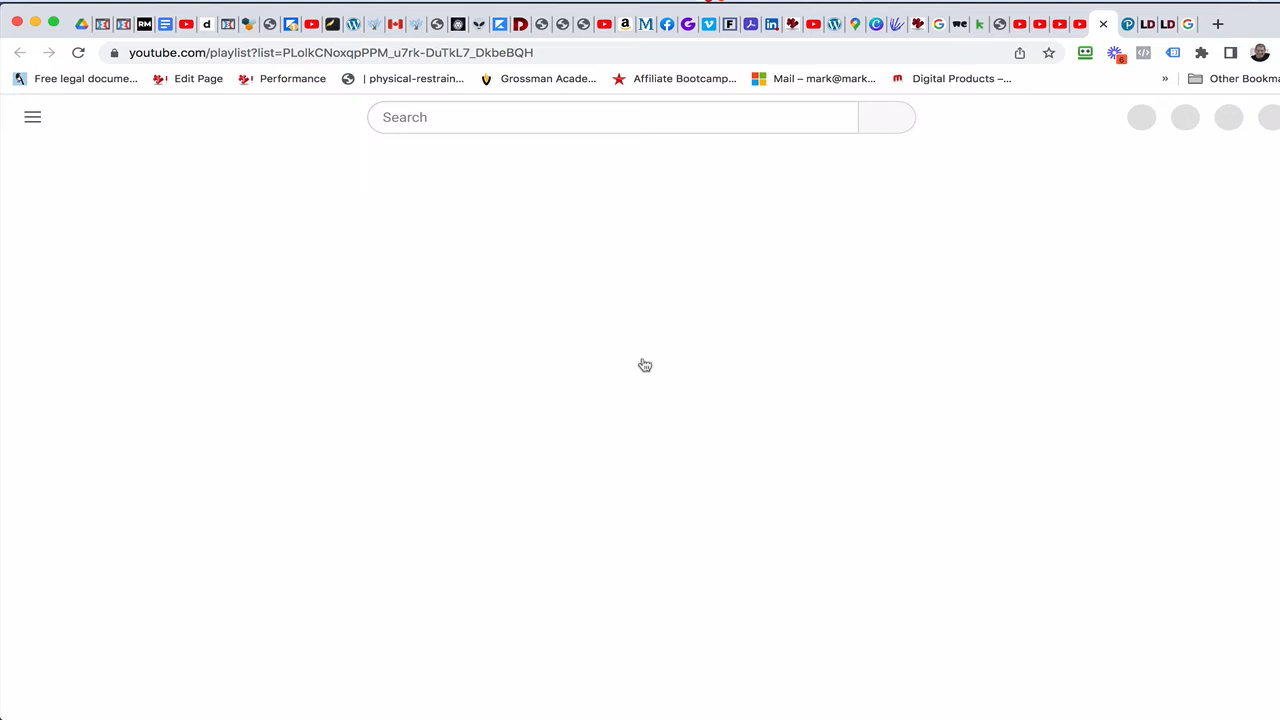 youtube.com/playlist?list=PLolkCNoxqpPPM_u7rk-DuTkL7_DkbeBQH
6
Free legal docume... Edit Page Performance | physical-restrain... Grossman Acade... Affiliate Bootcamp... Mail – mark@mark... Digital Products –... » Other Bookma
Search